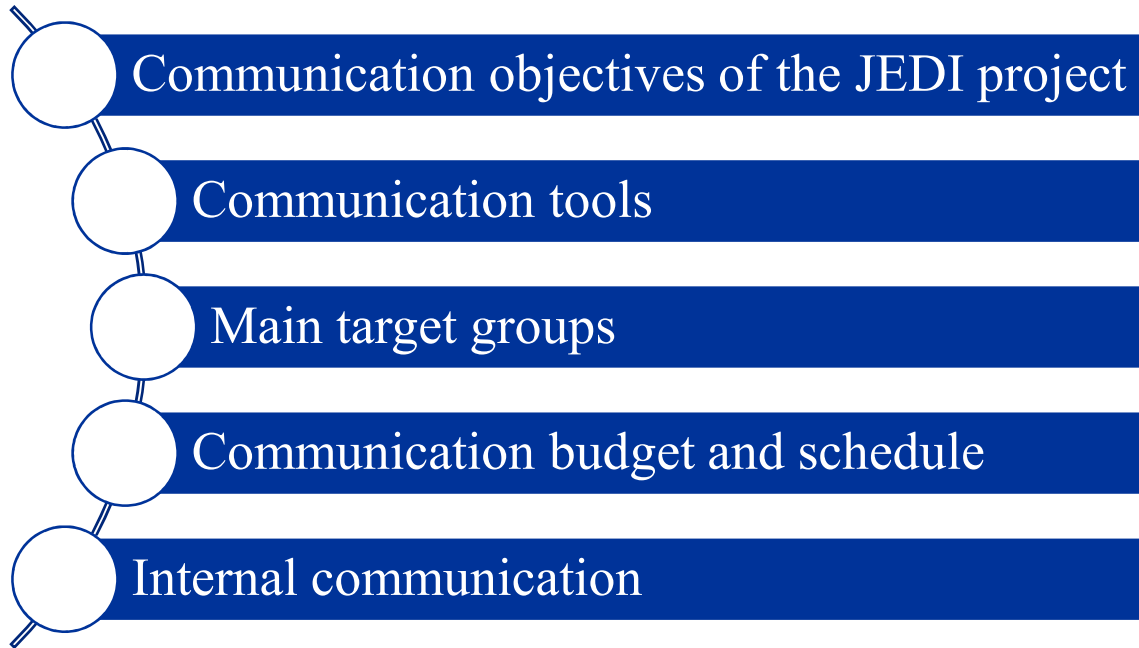 Communication objectives of the JEDI project
Communication tools
Main target groups
Communication budget and schedule
Internal communication